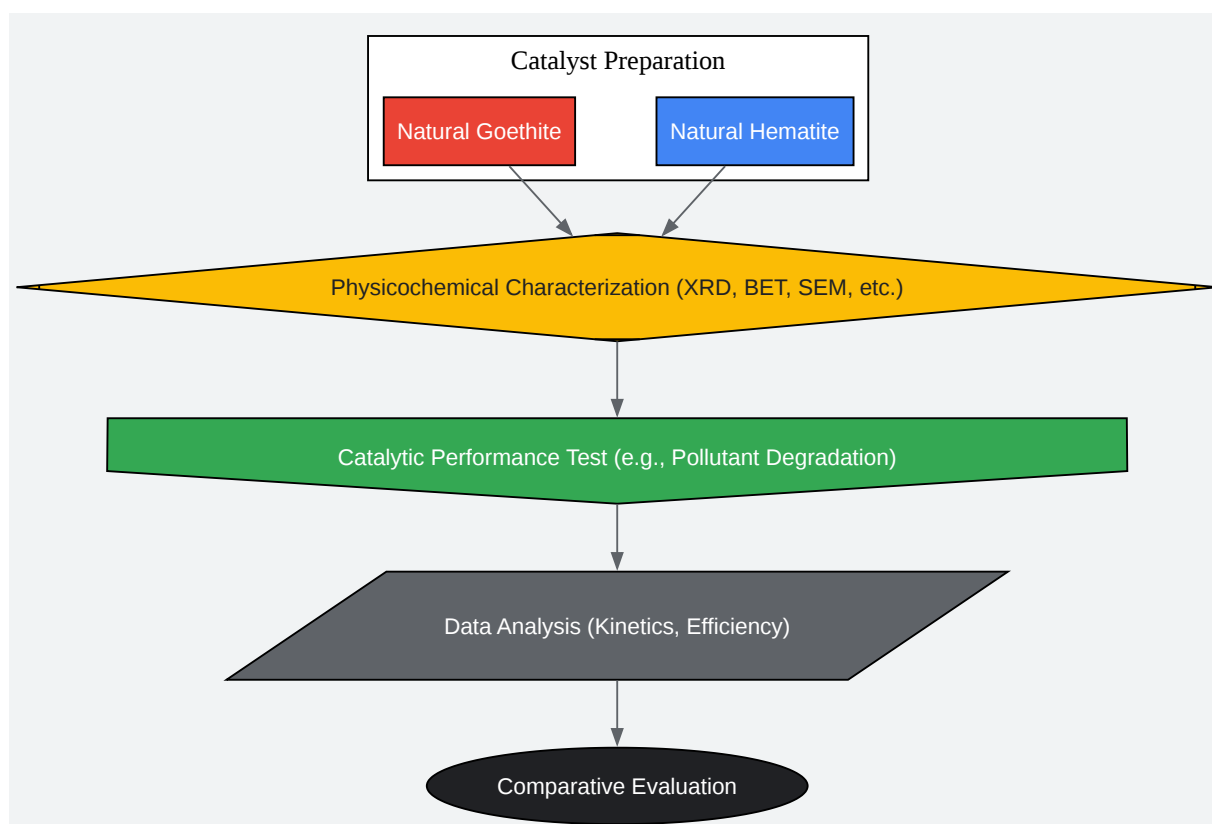 Catalyst Preparation
Natural Goethite
Natural Hematite
Physicochemical Characterization (XRD, BET, SEM, etc.)
Catalytic Performance Test (e.g., Pollutant Degradation)
Data Analysis (Kinetics, Efficiency)
Comparative Evaluation